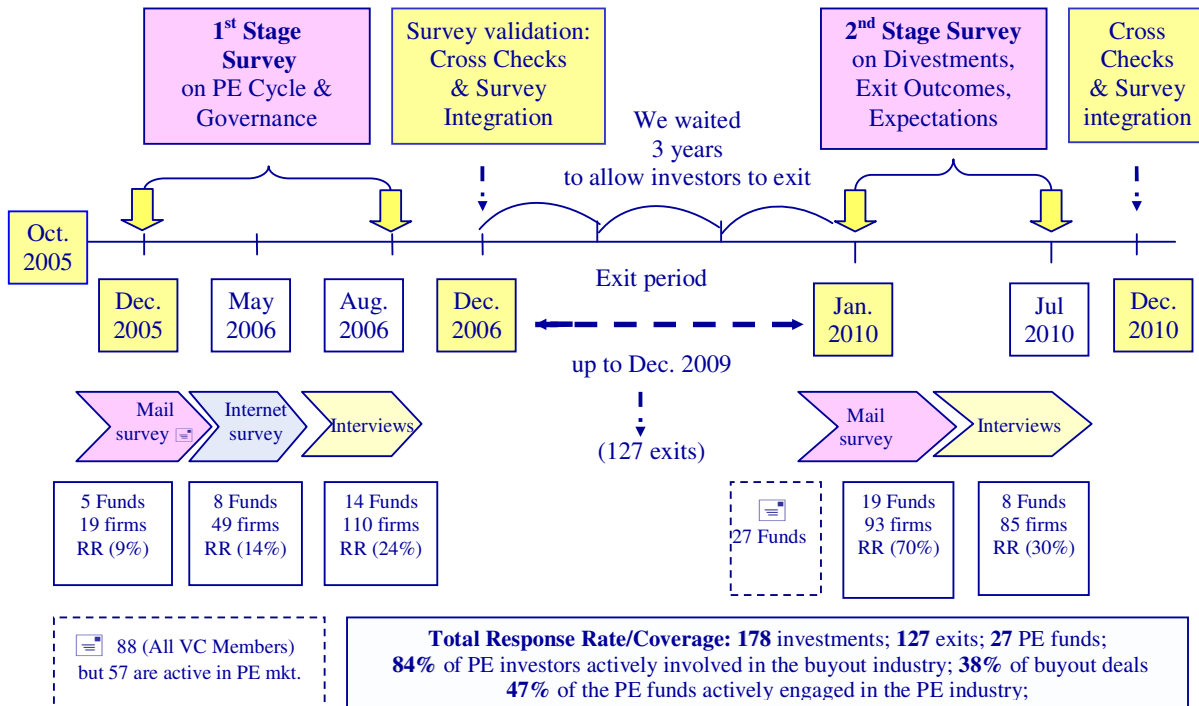 1st Stage
Survey
on PE Cycle &
Governance
Survey validation:
Cross Checks
& Survey
Integration
We waited
3 years
to allow investors to exit
2nd Stage Survey
on Divestments,
Exit Outcomes,
Expectations
Cross
Checks
& Survey
integration
Oct.
2005
Dec.
2005
May
2006
Aug.
2006
Dec.
2006
Exit period
up to Dec. 2009
(127 exits)
Jan.
2010
Jul
2010
Dec.
2010
Mail
survey
Internet
survey
Interviews
Mail
survey
Interviews
5 Funds
19 firms
RR (9%)
8 Funds
49 firms
RR (14%)
14 Funds
110 firms
RR (24%)
27 Funds
19 Funds
93 firms
RR (70%)
8 Funds
85 firms
RR (30%)
88 (All VC Members)
but 57 are active in PE mkt.
Total Response Rate/Coverage: 178 investments; 127 exits; 27 PE funds;
84% of PE investors actively involved in the buyout industry; 38% of buyout deals
47% of the PE funds actively engaged in the PE industry;